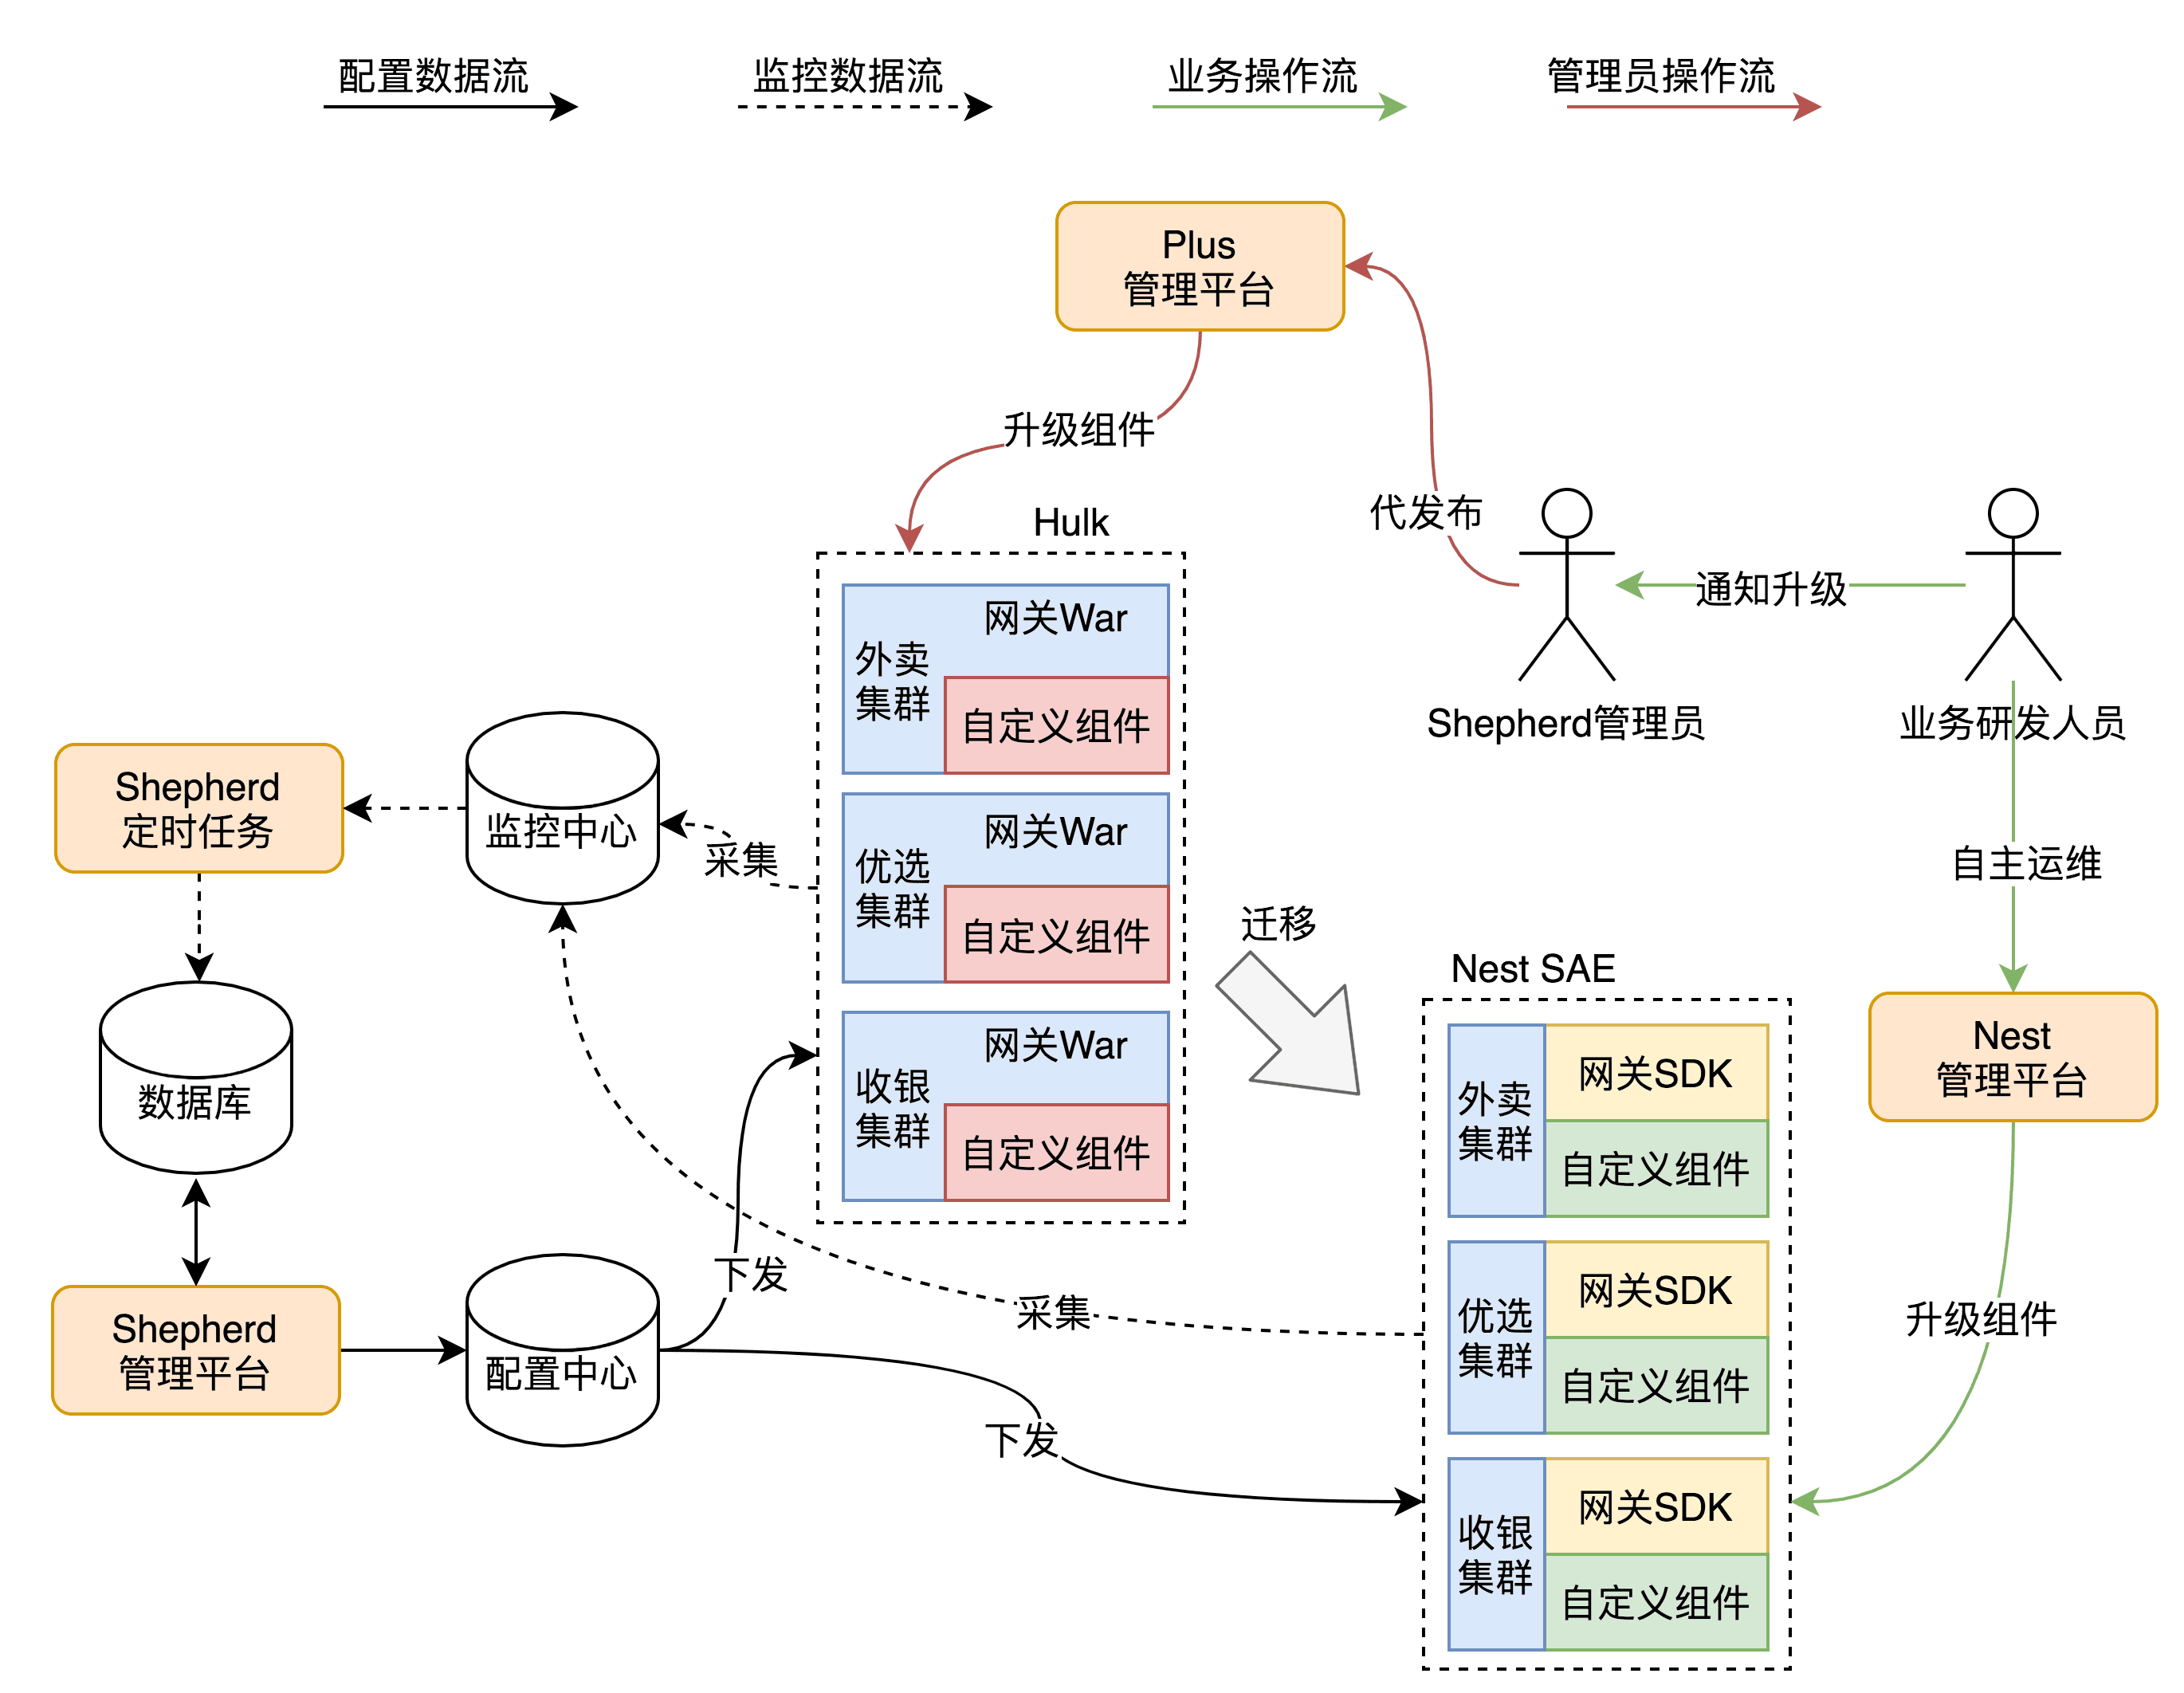 配置数据流
监控数据流
业务操作流
管理员操作流
Plus
管理平台
升级组件
代发布
Hulk
通知升级
网关War
外卖
集群
自定义组件
Shepherd管理员
业务研发人员
Shepherd
定时任务
监控中心
采集
网关War
优选
集群
自定义组件
自主运维
迁移
Nest SAE
网关War
收银
集群
自定义组件
Nest
管理平台
数据库
网关SDK
外卖
集群
自定义组件
下发
采集
网关SDK
优选
集群
自定义组件
升级组件
Shepherd
管理平台
配置中心
下发
网关SDK
收银
集群
自定义组件